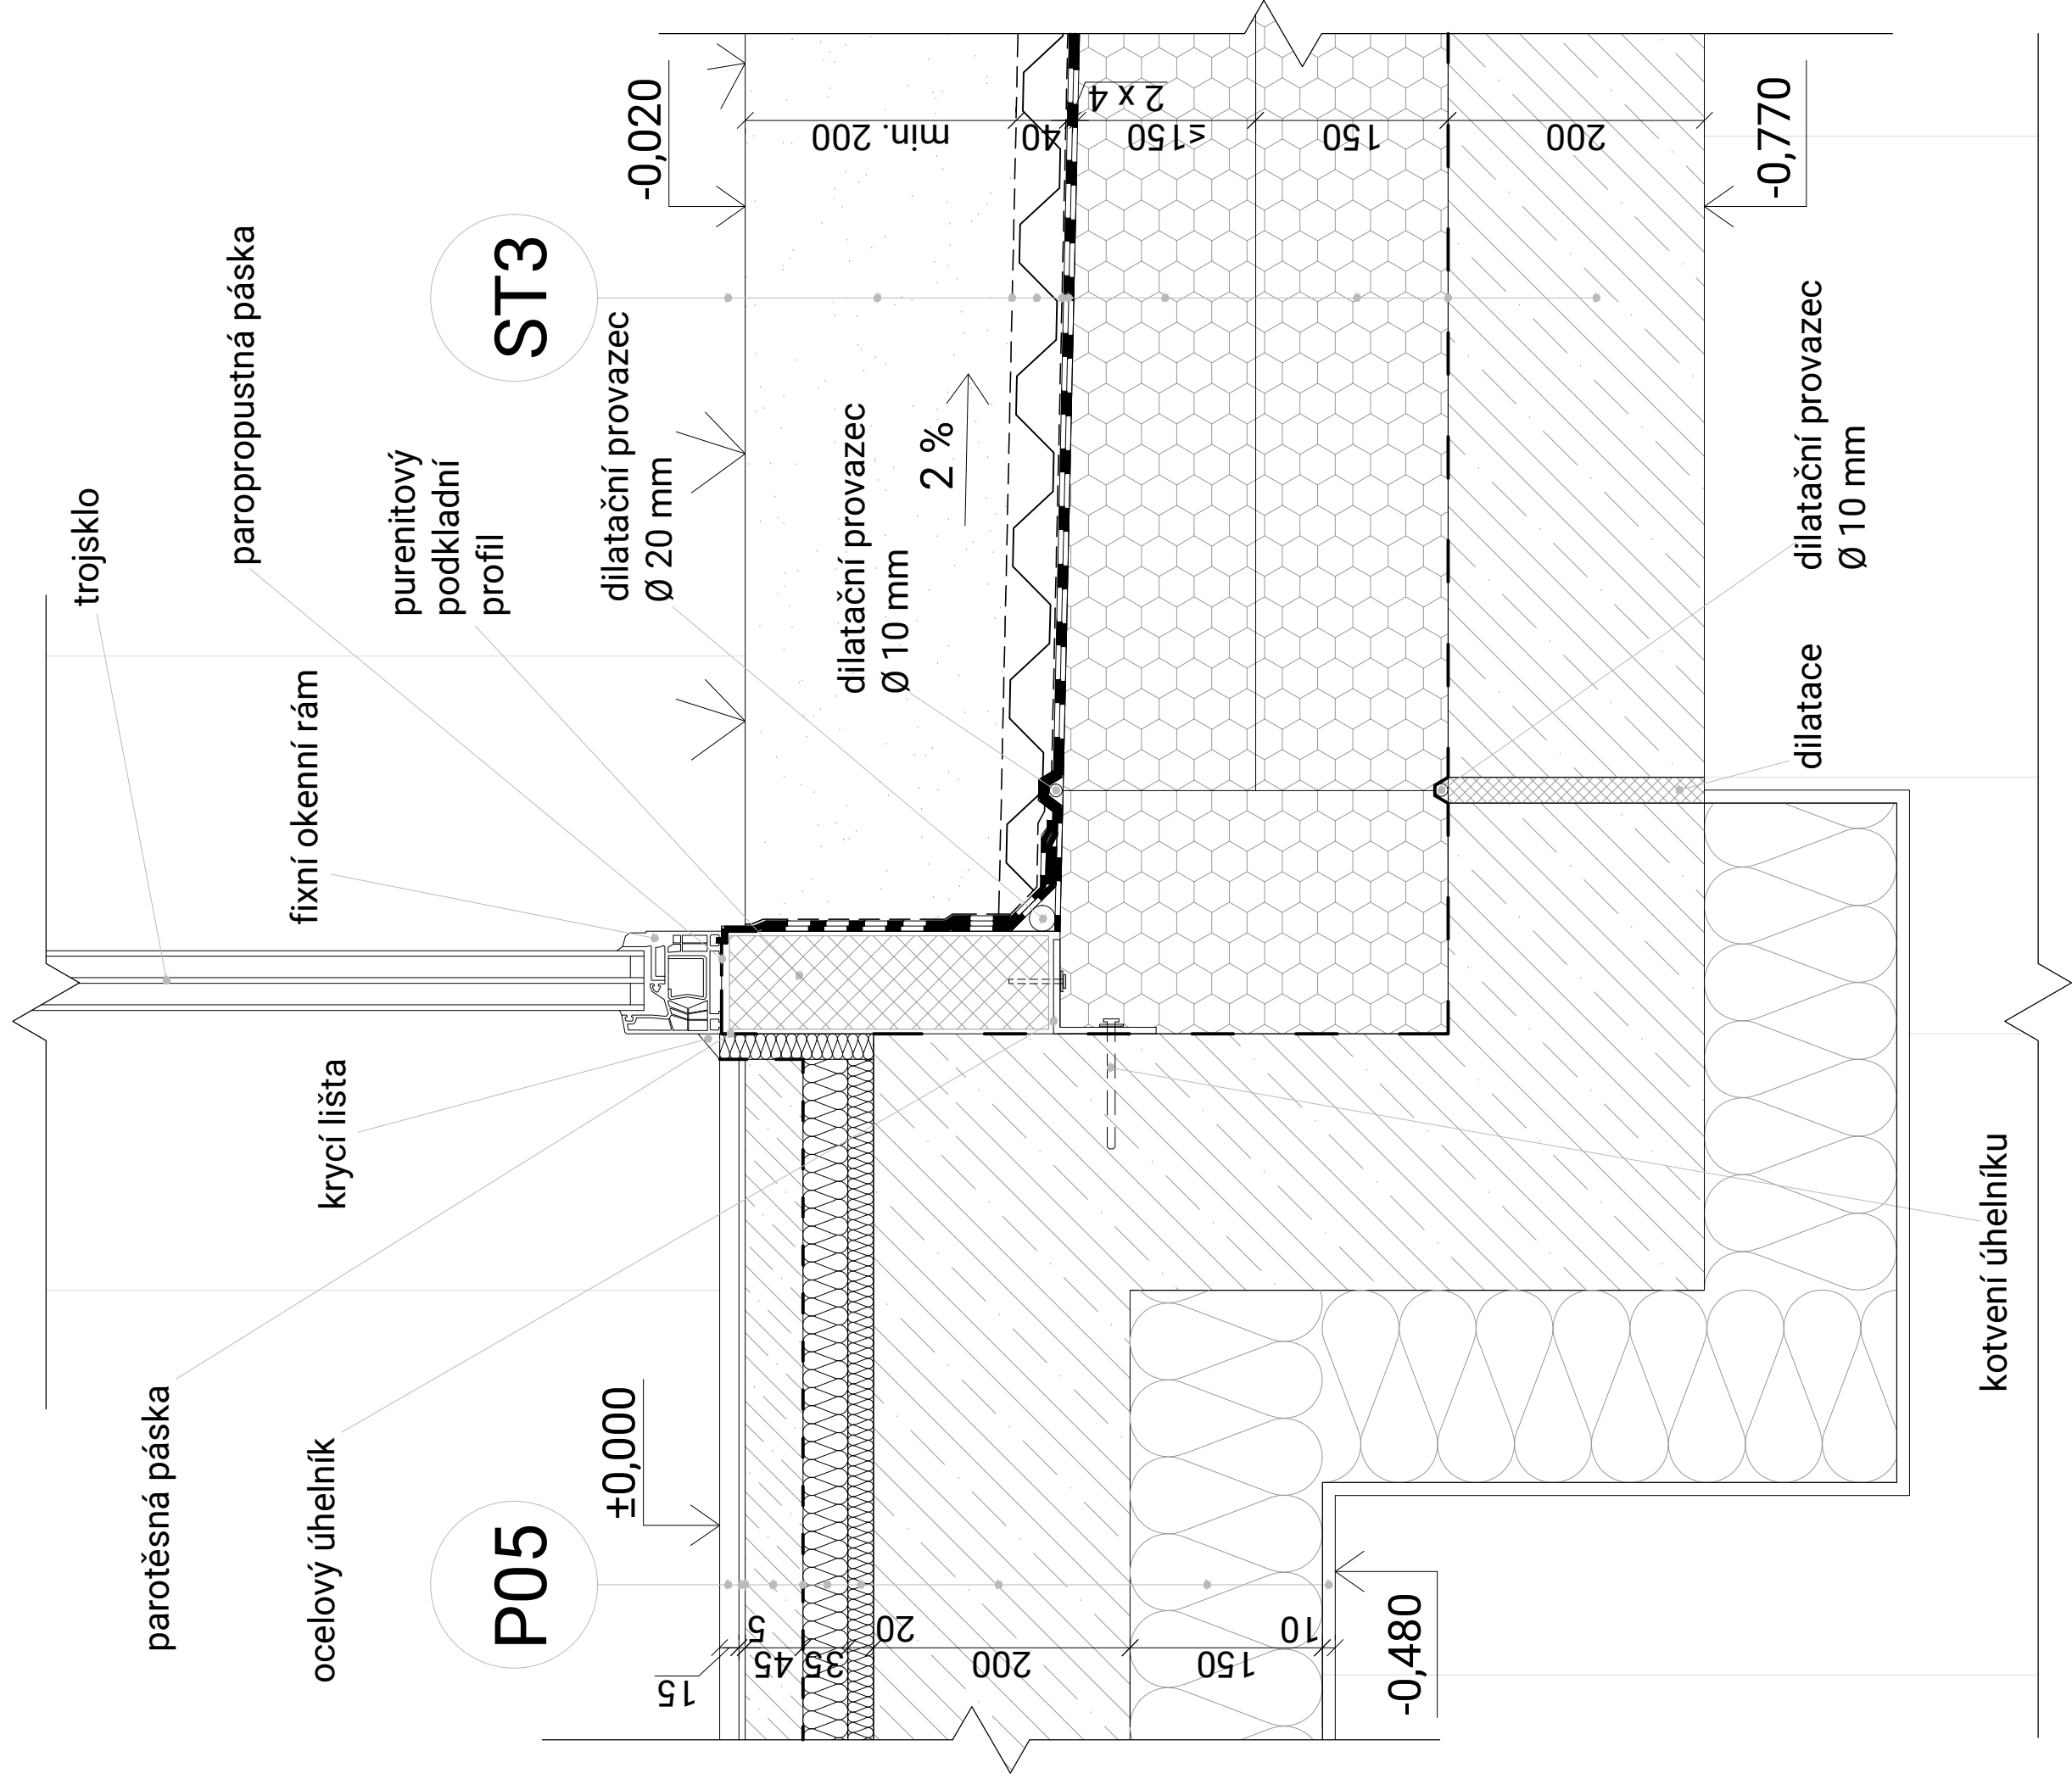 trojsklo
paropropustná páska
fixní okenní rám
purenitový
podkladní
profil
krycí lišta
parotěsná páska
ocelový úhelník
ST3
P05
dilatační provazec
Ø 20 mm
-0,020
±0,000
dilatační provazec
Ø 10 mm
2 %
min. 200
40
2 x 4
≤150
150
200
-0,770
dilatační provazec
Ø 10 mm
dilatace
kotvení úhelníku
15
5
45
35
20
200
150
10
-0,480